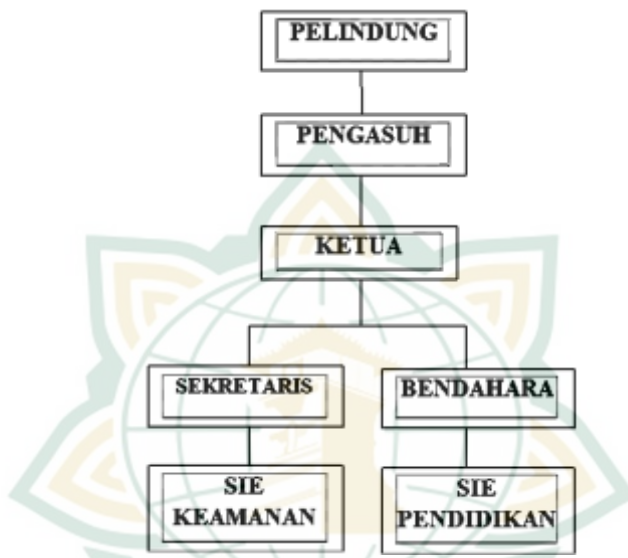 PELINDUNG
PENGASUH
KETUA
SEKRETARIS
BENDAHARA
SIE
KEAMANAN
SIE
PENDIDIKAN